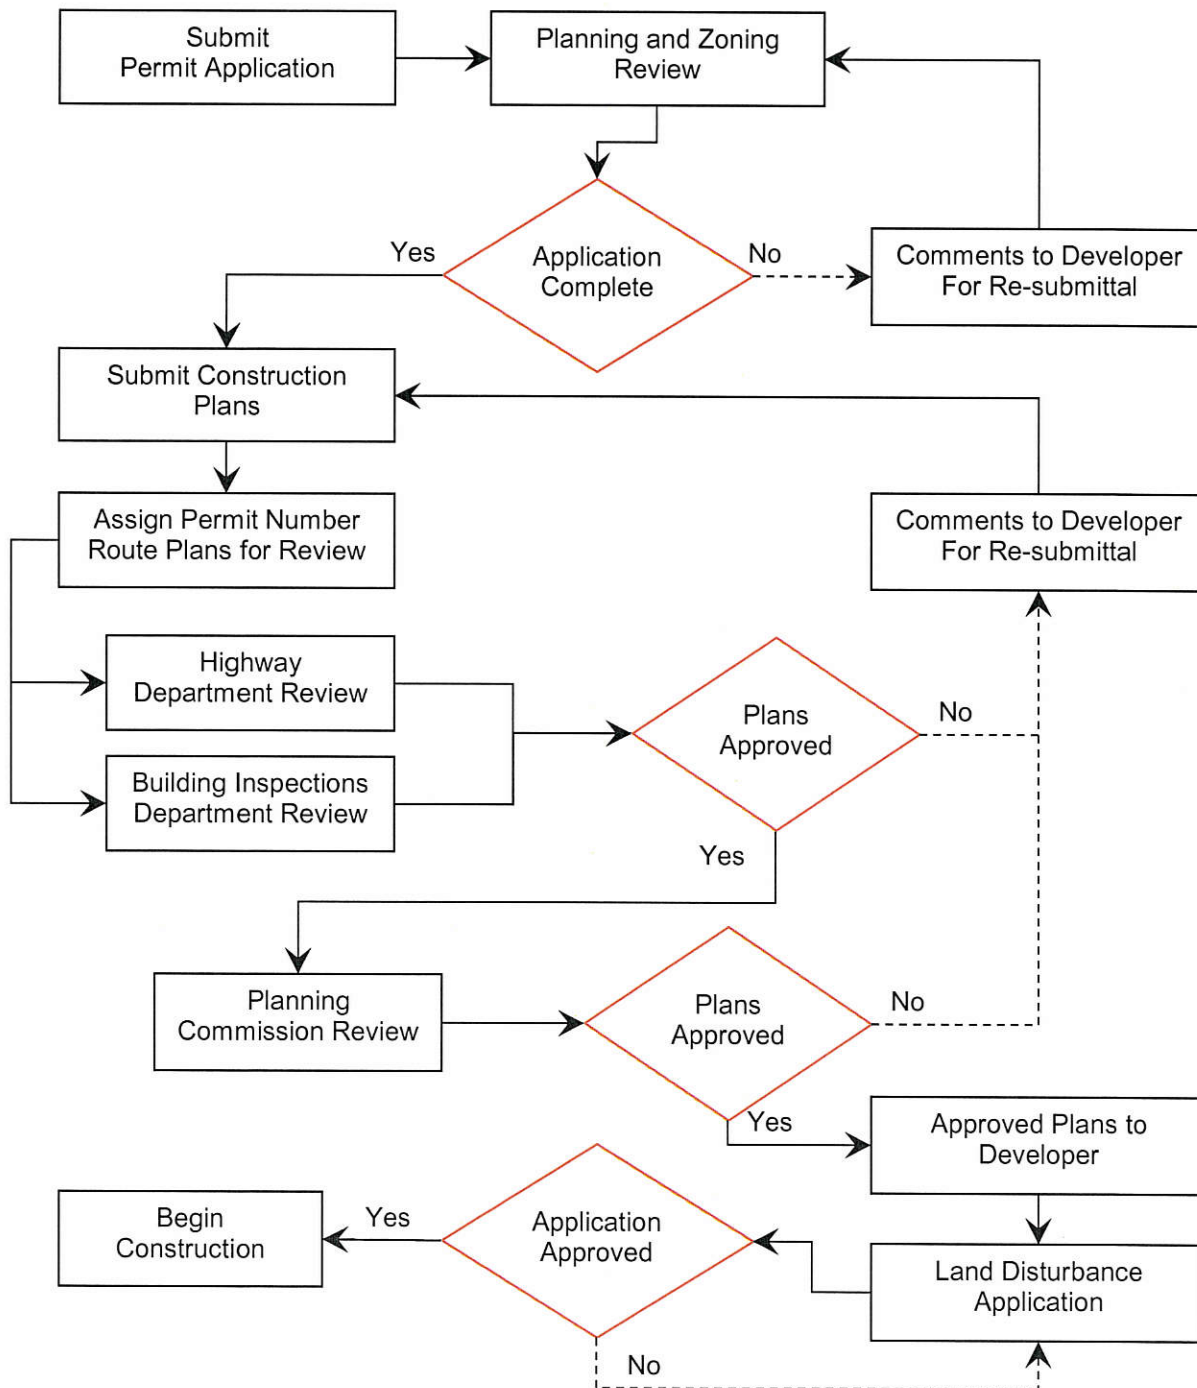 Submit
Permit Application
Planning and Zoning
Review
Yes
Application
Complete
No
Comments to Developer
For Re-submittal
Submit Construction
Plans
Assign Permit Number
Route Plans for Review
Comments to Developer
For Re-submittal
Highway
Department Review
Plans
Approved
No
Building Inspections
Department Review
Yes
Planning
Commission Review
Plans
Approved
No
Yes
Approved Plans to
Developer
Begin
Construction
Yes
Application
Approved
Land Disturbance
Application
No